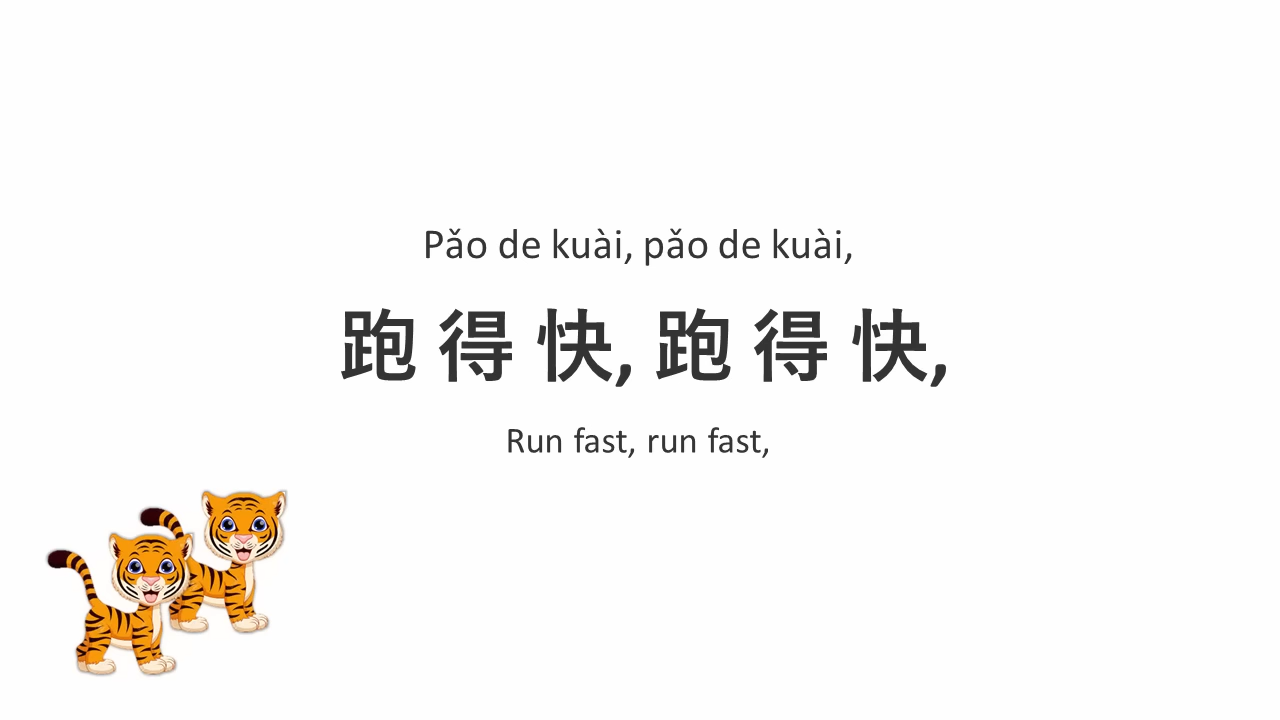 Pǎo de kuài, pǎo de kuài,
跑 得 快, 跑 得 快,
Run fast, run fast,